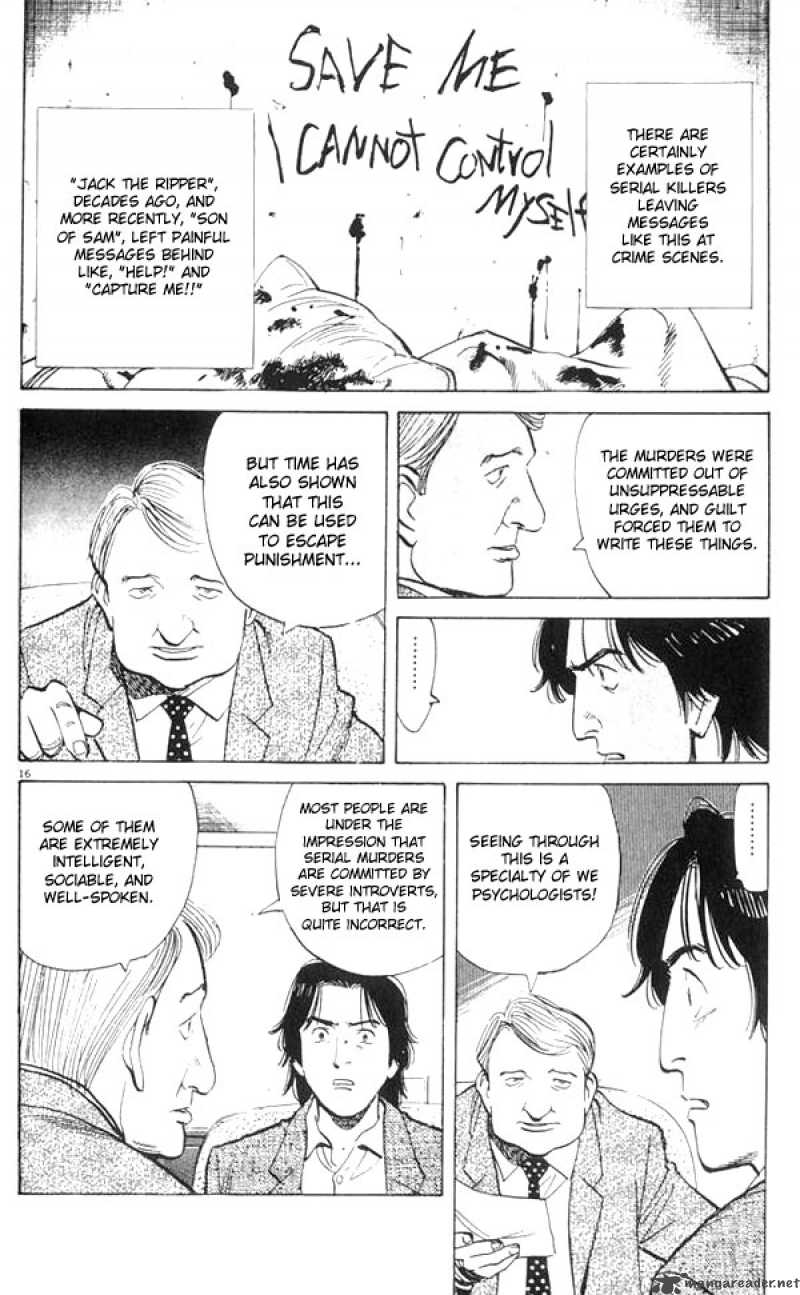 SAVE ME
I CANNOT CONTROL
MYSELF
THERE ARE
CERTAINLY
EXAMPLES OF
SERIAL KILLERS
LEAVING
MESSAGES
LIKE THIS AT
CRIME SCENES.
"JACK THE RIPPER",
DECADES AGO, AND
MORE RECENTLY, "SON
OF SAM", LEFT PAINFUL
MESSAGES BEHIND
LIKE, "HELP!" AND
"CAPTURE ME!!"
THE MURDERS WERE
COMMITTED OUT OF
UNSUPPRESSABLE
URGES, AND GUILT
FORCED THEM TO
WRITE THESE THINGS.
BUT TIME HAS
ALSO SHOWN
THAT THIS
CAN BE USED
TO ESCAPE
PUNISHMENT...
........
16
........
SEEING THROUGH
THIS IS A
SPECIALTY OF WE
PSYCHOLOGISTS!
MOST PEOPLE ARE
UNDER THE
IMPRESSION THAT
SERIAL MURDERS
ARE COMMITTED BY
SEVERE INTROVERTS,
BUT THAT IS
QUITE INCORRECT.
SOME OF THEM
ARE EXTREMELY
INTELLIGENT,
SOCIABLE, AND
WELL-SPOKEN.
mangareader.net